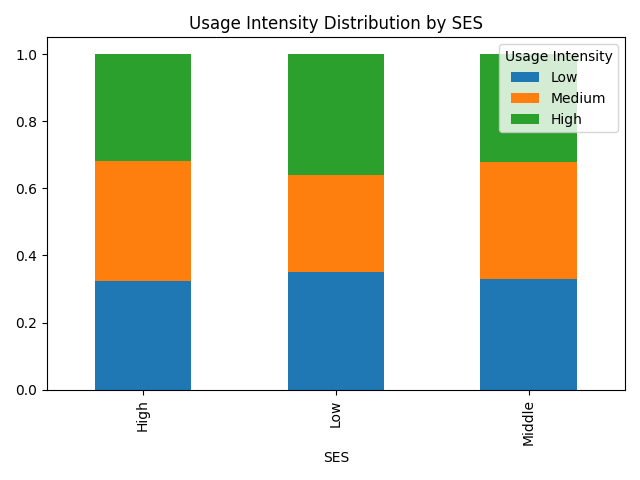 Usage Intensity Distribution by SES
Usage Intensity
Low
Medium
High
1.0
0.8
0.6
0.4
0.2
0.0
High
Low
Middle
SES